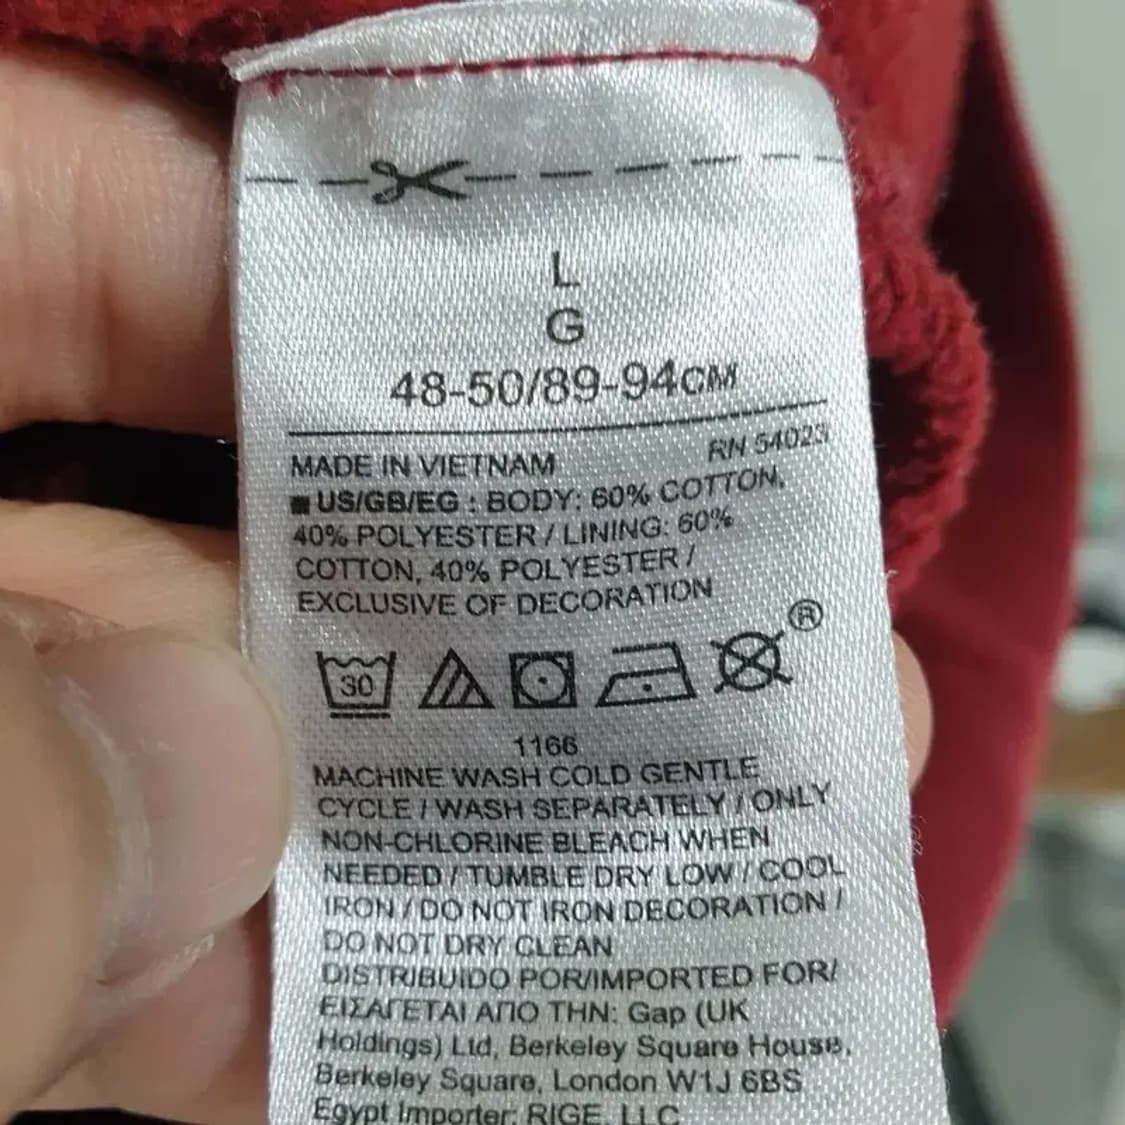 L
G
48-50/89-94CM
RN 54023
MADE IN VIETNAM
■ US/GB/EG : BODY: 60% COTTON,
40% POLYESTER / LINING: 60%
COTTON, 40% POLYESTER /
EXCLUSIVE OF DECORATION
30
®
1166
MACHINE WASH COLD GENTLE
CYCLE / WASH SEPARATELY / ONLY
NON-CHLORINE BLEACH WHEN
NEEDED / TUMBLE DRY LOW / COOL
IRON / DO NOT IRON DECORATION /
DO NOT DRY CLEAN
DISTRIBUIDO POR/IMPORTED FOR/
ΕΙΣΑΓΕΤΑΙ ΑΠΟ ΤΗΝ: Gap (UK
Holdings) Ltd, Berkeley Square House,
Berkeley Square, London W1J 6BS
Egypt Importer: RIGE, LLC